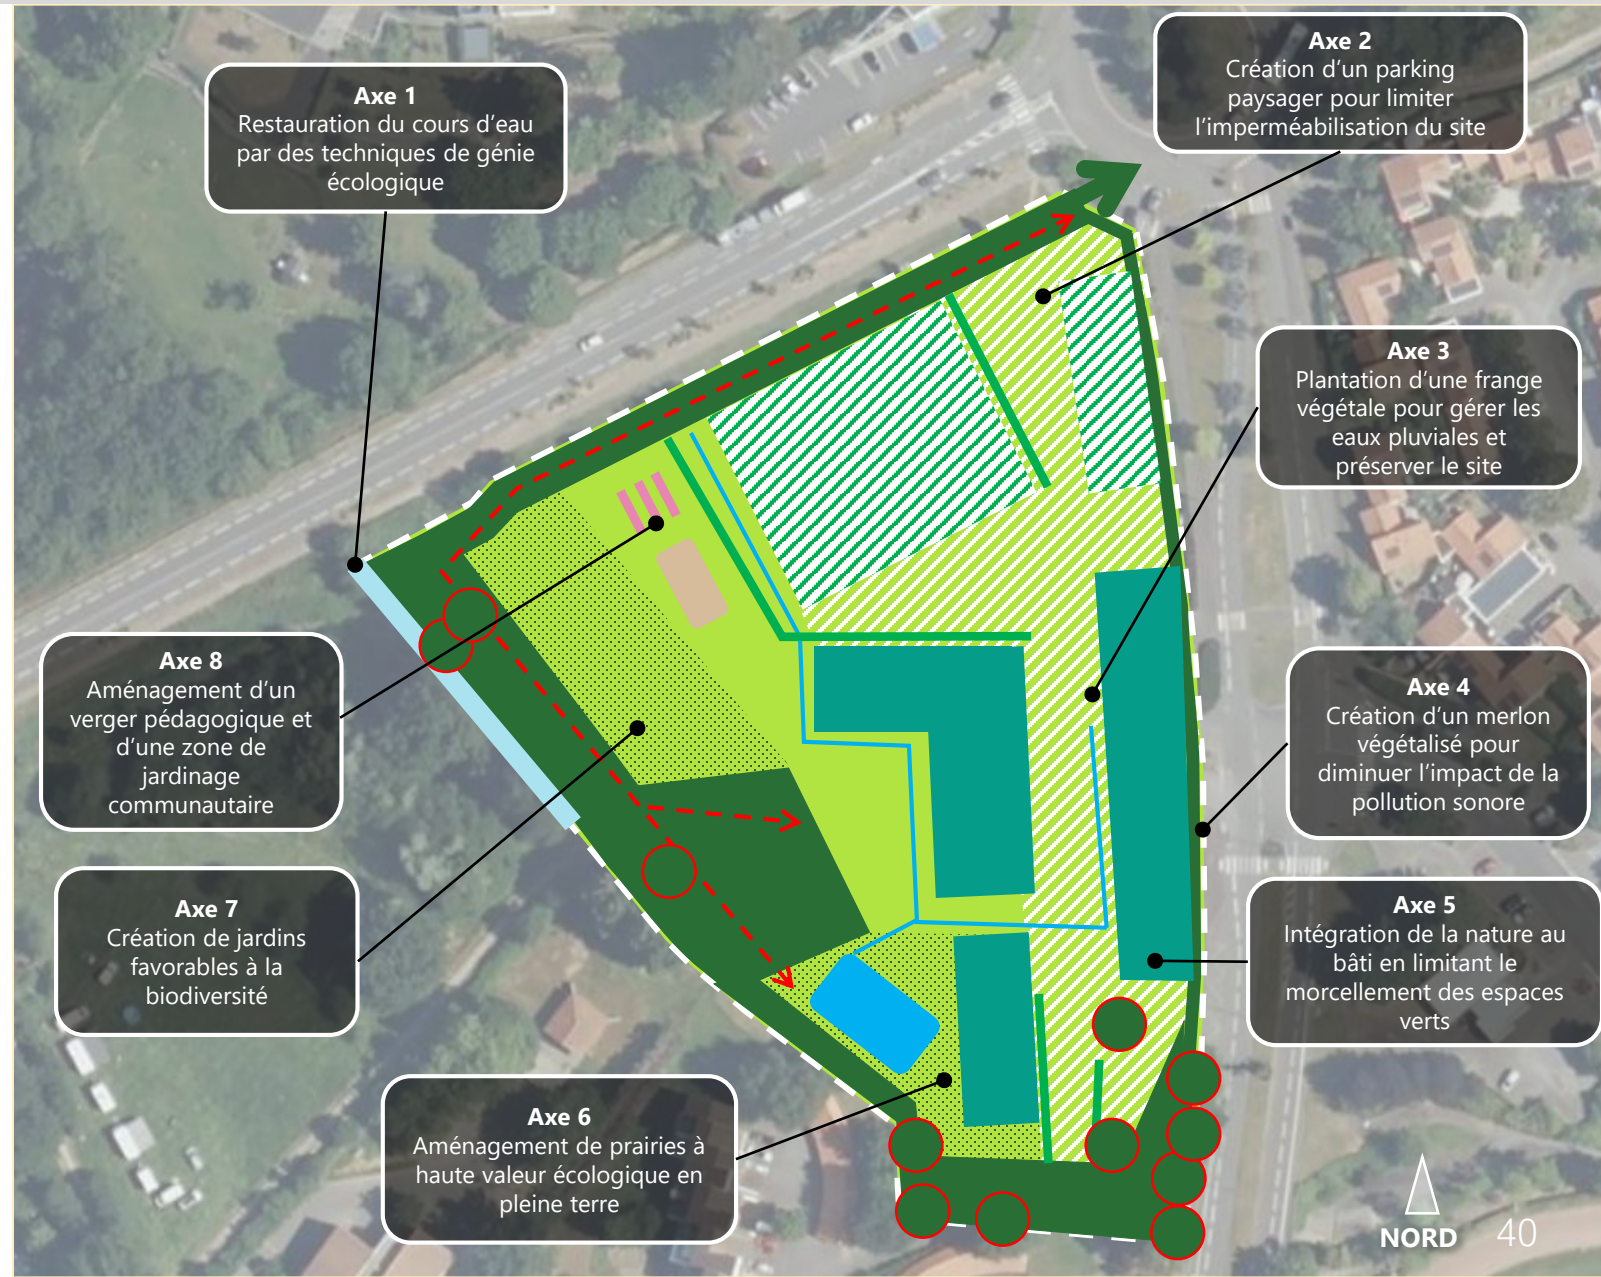 Axe 1
Restauration du cours d'eau
par des techniques de génie
écologique
Axe 2
Création d'un parking
paysager pour limiter
l'imperméabilisation du site
Axe 3
Plantation d'une frange
végétale pour gérer les
eaux pluviales et
préserver le site
Axe 8
Aménagement d'un
verger pédagogique et
d'une zone de
jardinage
communautaire
Axe 4
Création d'un merlon
végétalisé pour
diminuer l'impact de la
pollution sonore
Axe 7
Création de jardins
favorables à la
biodiversité
Axe 5
Intégration de la nature au
bâti en limitant le
morcellement des espaces
verts
Axe 6
Aménagement de prairies à
haute valeur écologique en
pleine terre
NORD
40